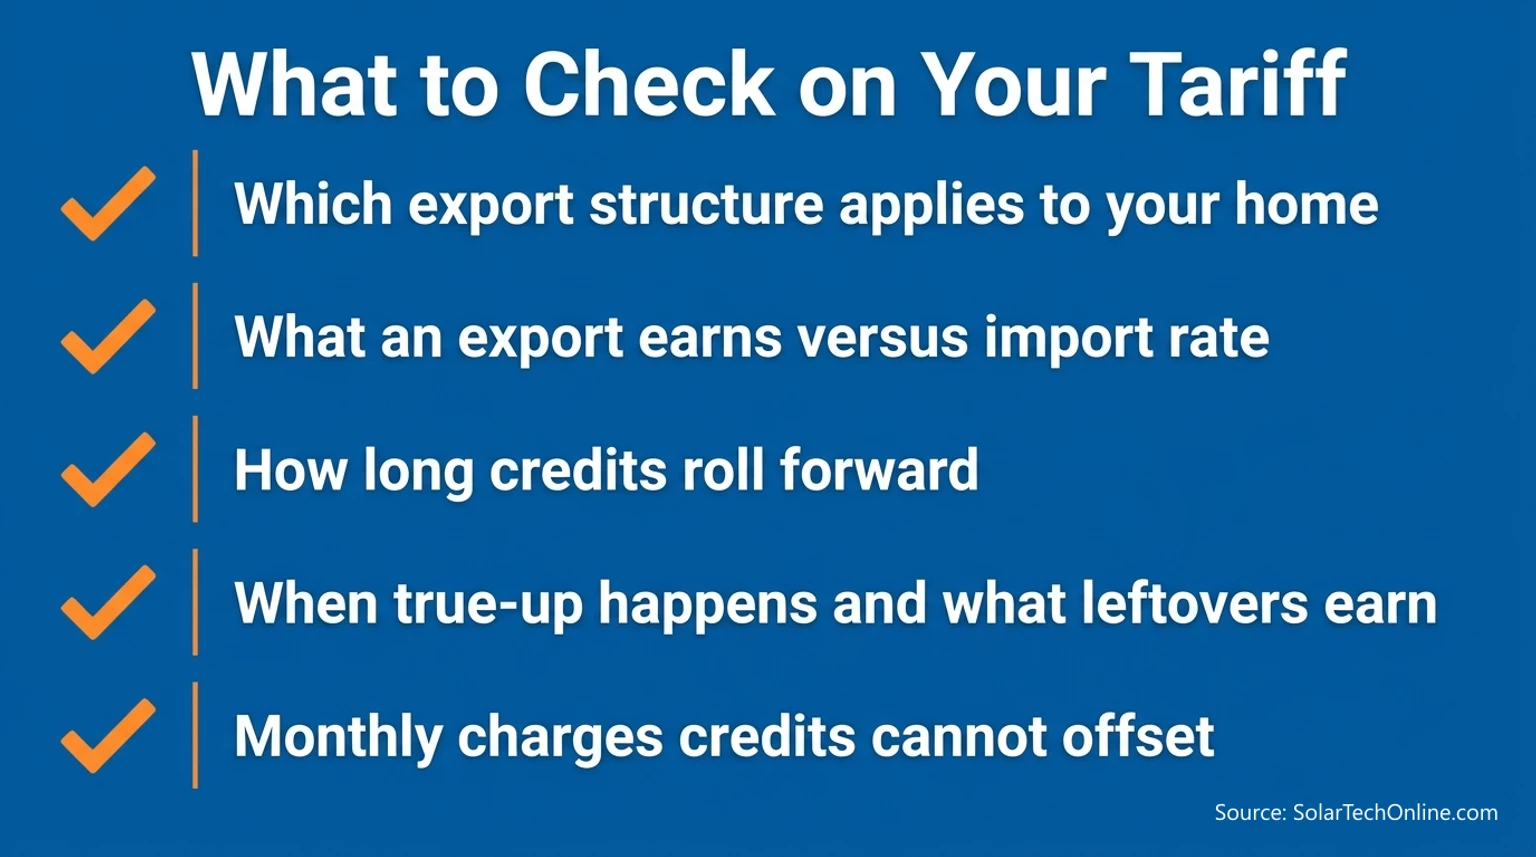 What to Check on Your Tariff
Which export structure applies to your home
What an export earns versus import rate
How long credits roll forward
When true-up happens and what leftovers earn
Monthly charges credits cannot offset
Source: SolarTechOnline.com